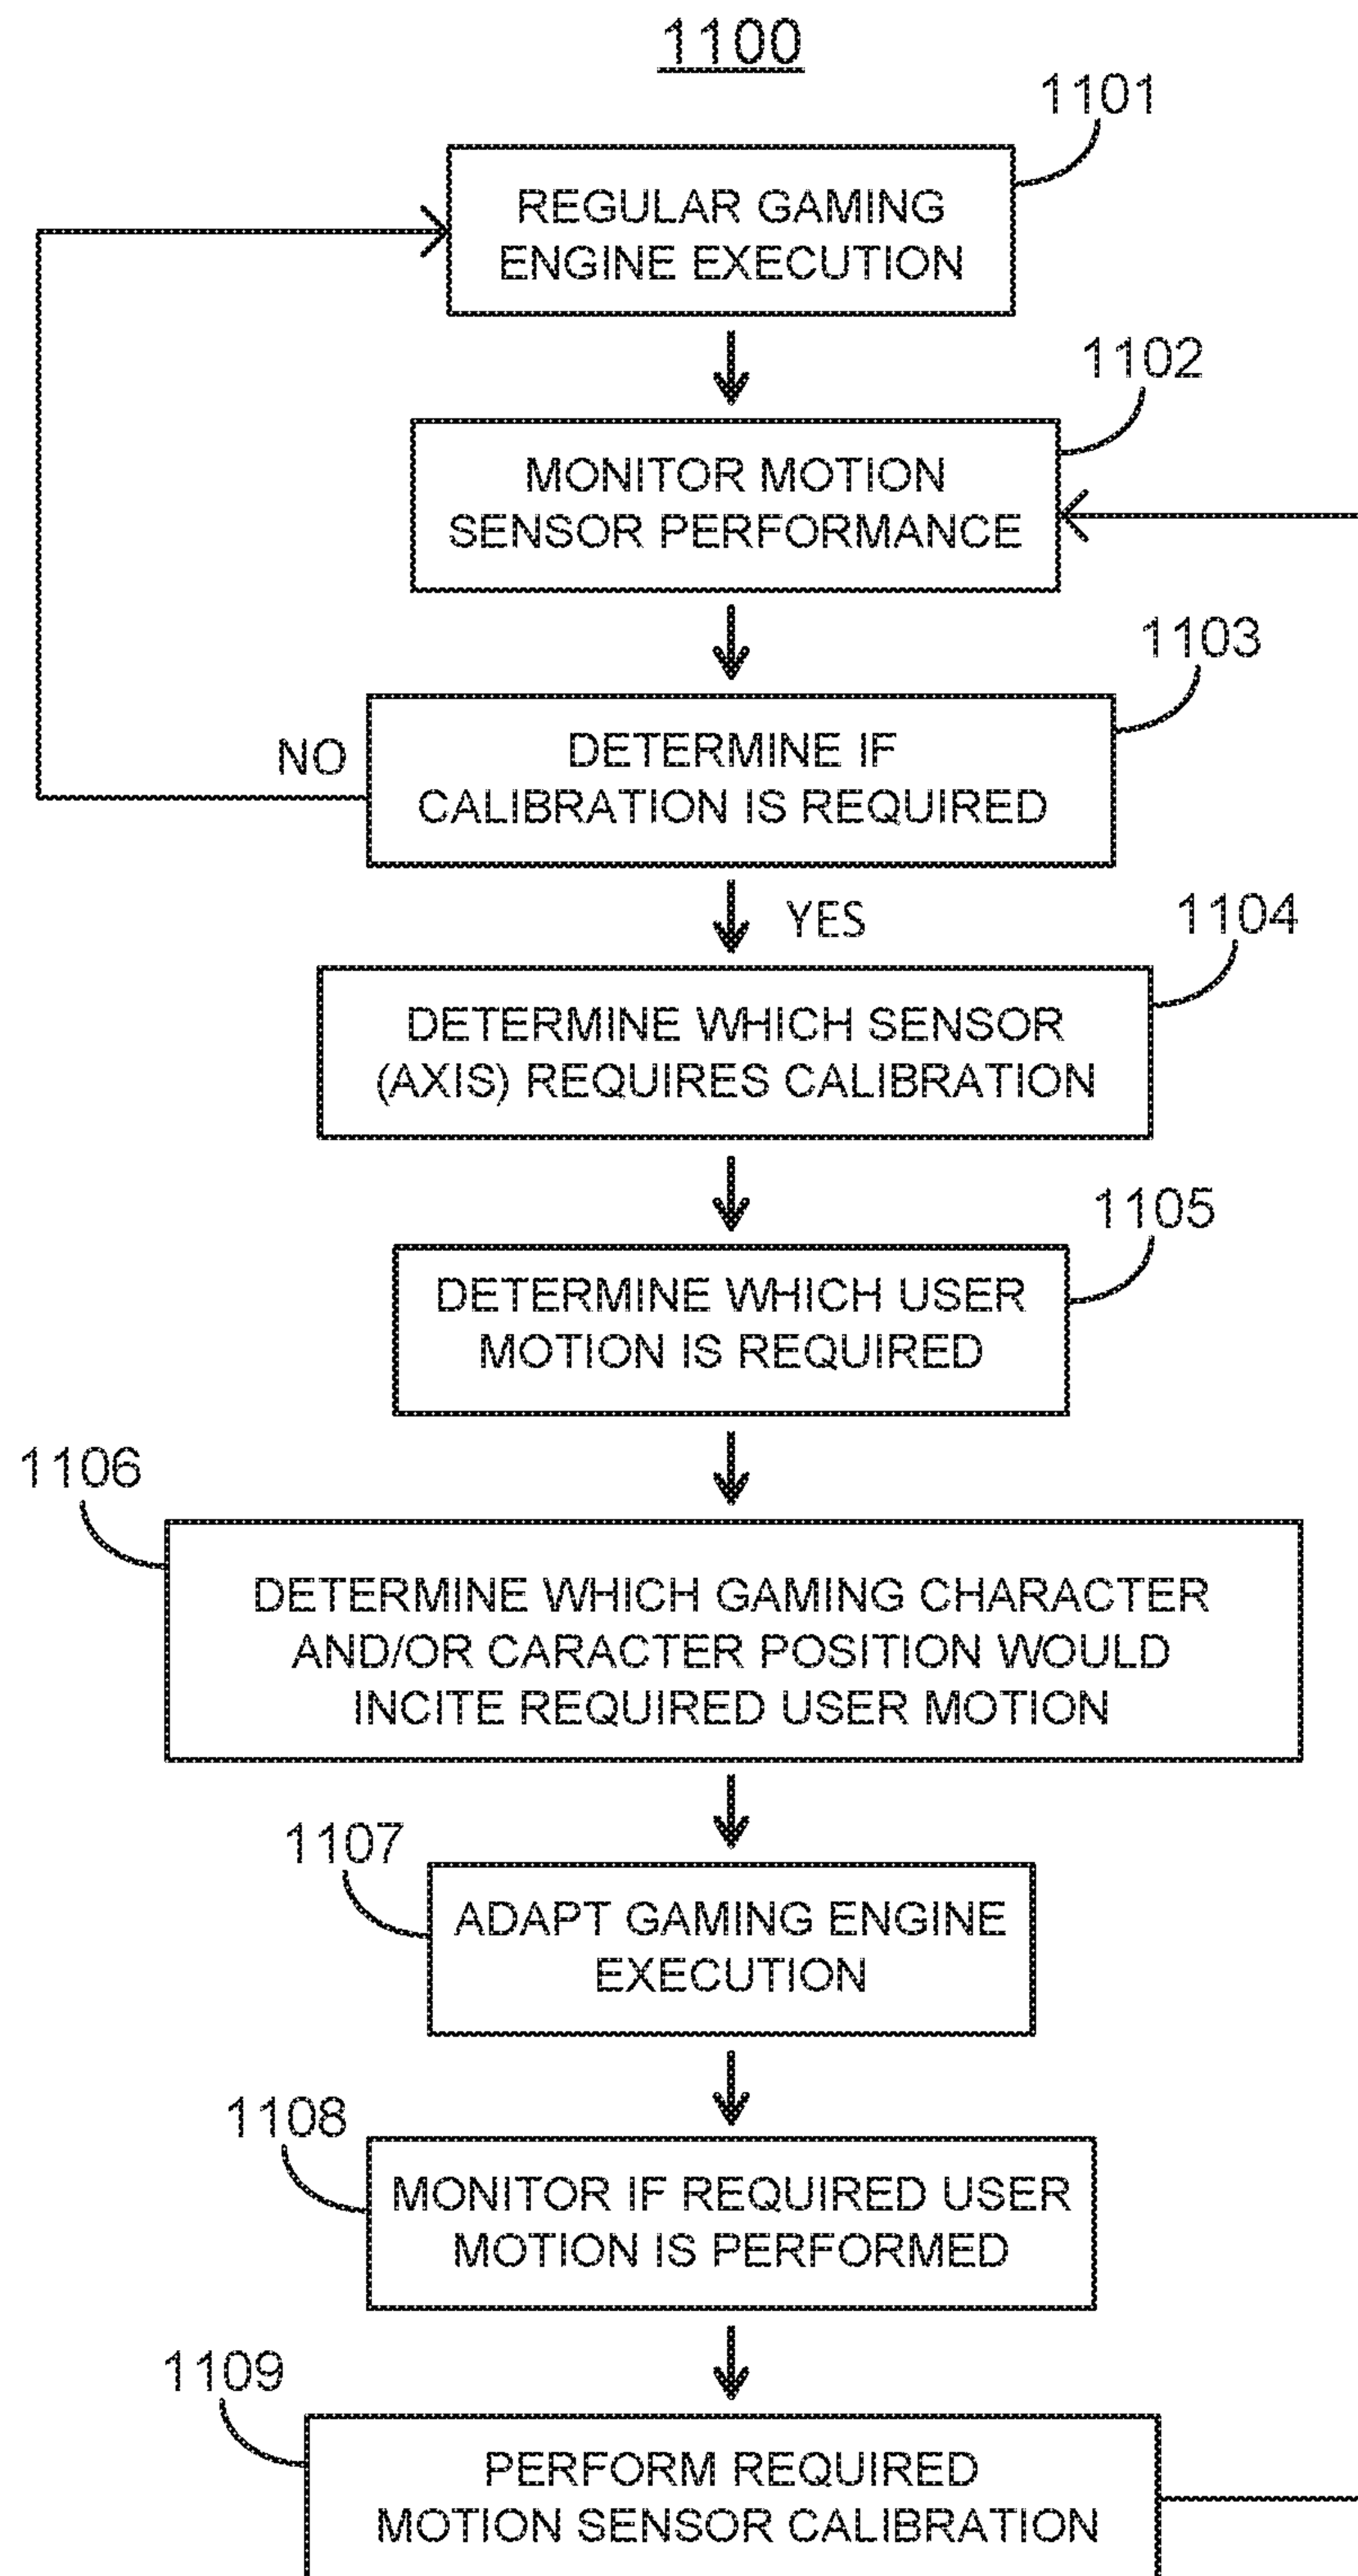 1100
1101
REGULAR GAMING
ENGINE EXECUTION
1102
MONITOR MOTION
SENSOR PERFORMANCE
1103
DETERMINE IF
CALIBRATION IS REQUIRED
NO
YES
1104
DETERMINE WHICH SENSOR
(AXIS) REQUIRES CALIBRATION
1105
DETERMINE WHICH USER
MOTION IS REQUIRED
1106
DETERMINE WHICH GAMING CHARACTER
AND/OR CARACTER POSITION WOULD
INCITE REQUIRED USER MOTION
1107
ADAPT GAMING ENGINE
EXECUTION
1108
MONITOR IF REQUIRED USER
MOTION IS PERFORMED
1109
PERFORM REQUIRED
MOTION SENSOR CALIBRATION